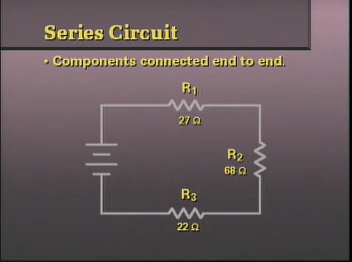 Series Circuit
• Components connected end to end.
R1
27 Ω
R2
68 Ω
R3
22 Ω